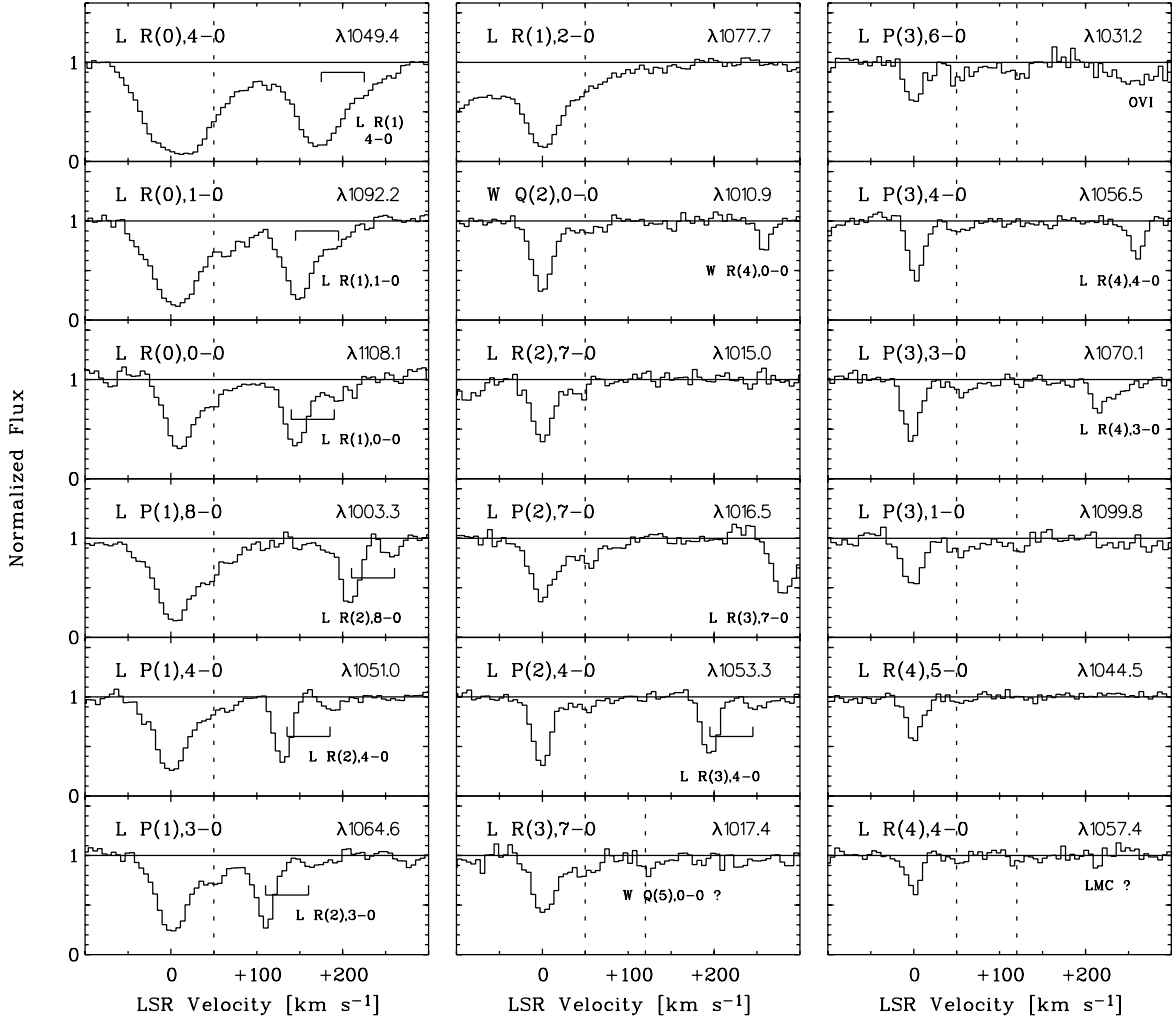 L R(0),4-0 λ1049.4
1
L R(1)
4-0
L R(1),2-0 λ1077.7
L P(3),6-0 λ1031.2
OVI
1
L R(0),1-0 λ1092.2
1
L R(1),1-0
W Q(2),0-0 λ1010.9
W R(4),0-0
L P(3),4-0 λ1056.5
L R(4),4-0
0
L R(0),0-0 λ1108.1
1
L R(1),0-0
L R(2),7-0 λ1015.0
L P(3),3-0 λ1070.1
L R(4),3-0
0
L P(1),8-0 λ1003.3
1
L R(2),8-0
L P(2),7-0 λ1016.5
L R(3),7-0
L P(3),1-0 λ1099.8
0
L P(1),4-0 λ1051.0
1
L R(2),4-0
L P(2),4-0 λ1053.3
L R(3),4-0
L R(4),5-0 λ1044.5
0
L P(1),3-0 λ1064.6
1
L R(2),3-0
L R(3),7-0 λ1017.4
W Q(5),0-0 ?
L R(4),4-0 λ1057.4
LMC ?
0
0 +100 +200
0 +100 +200
0 +100 +200
LSR Velocity [km s⁻¹]
LSR Velocity [km s⁻¹]
LSR Velocity [km s⁻¹]
Normalized Flux